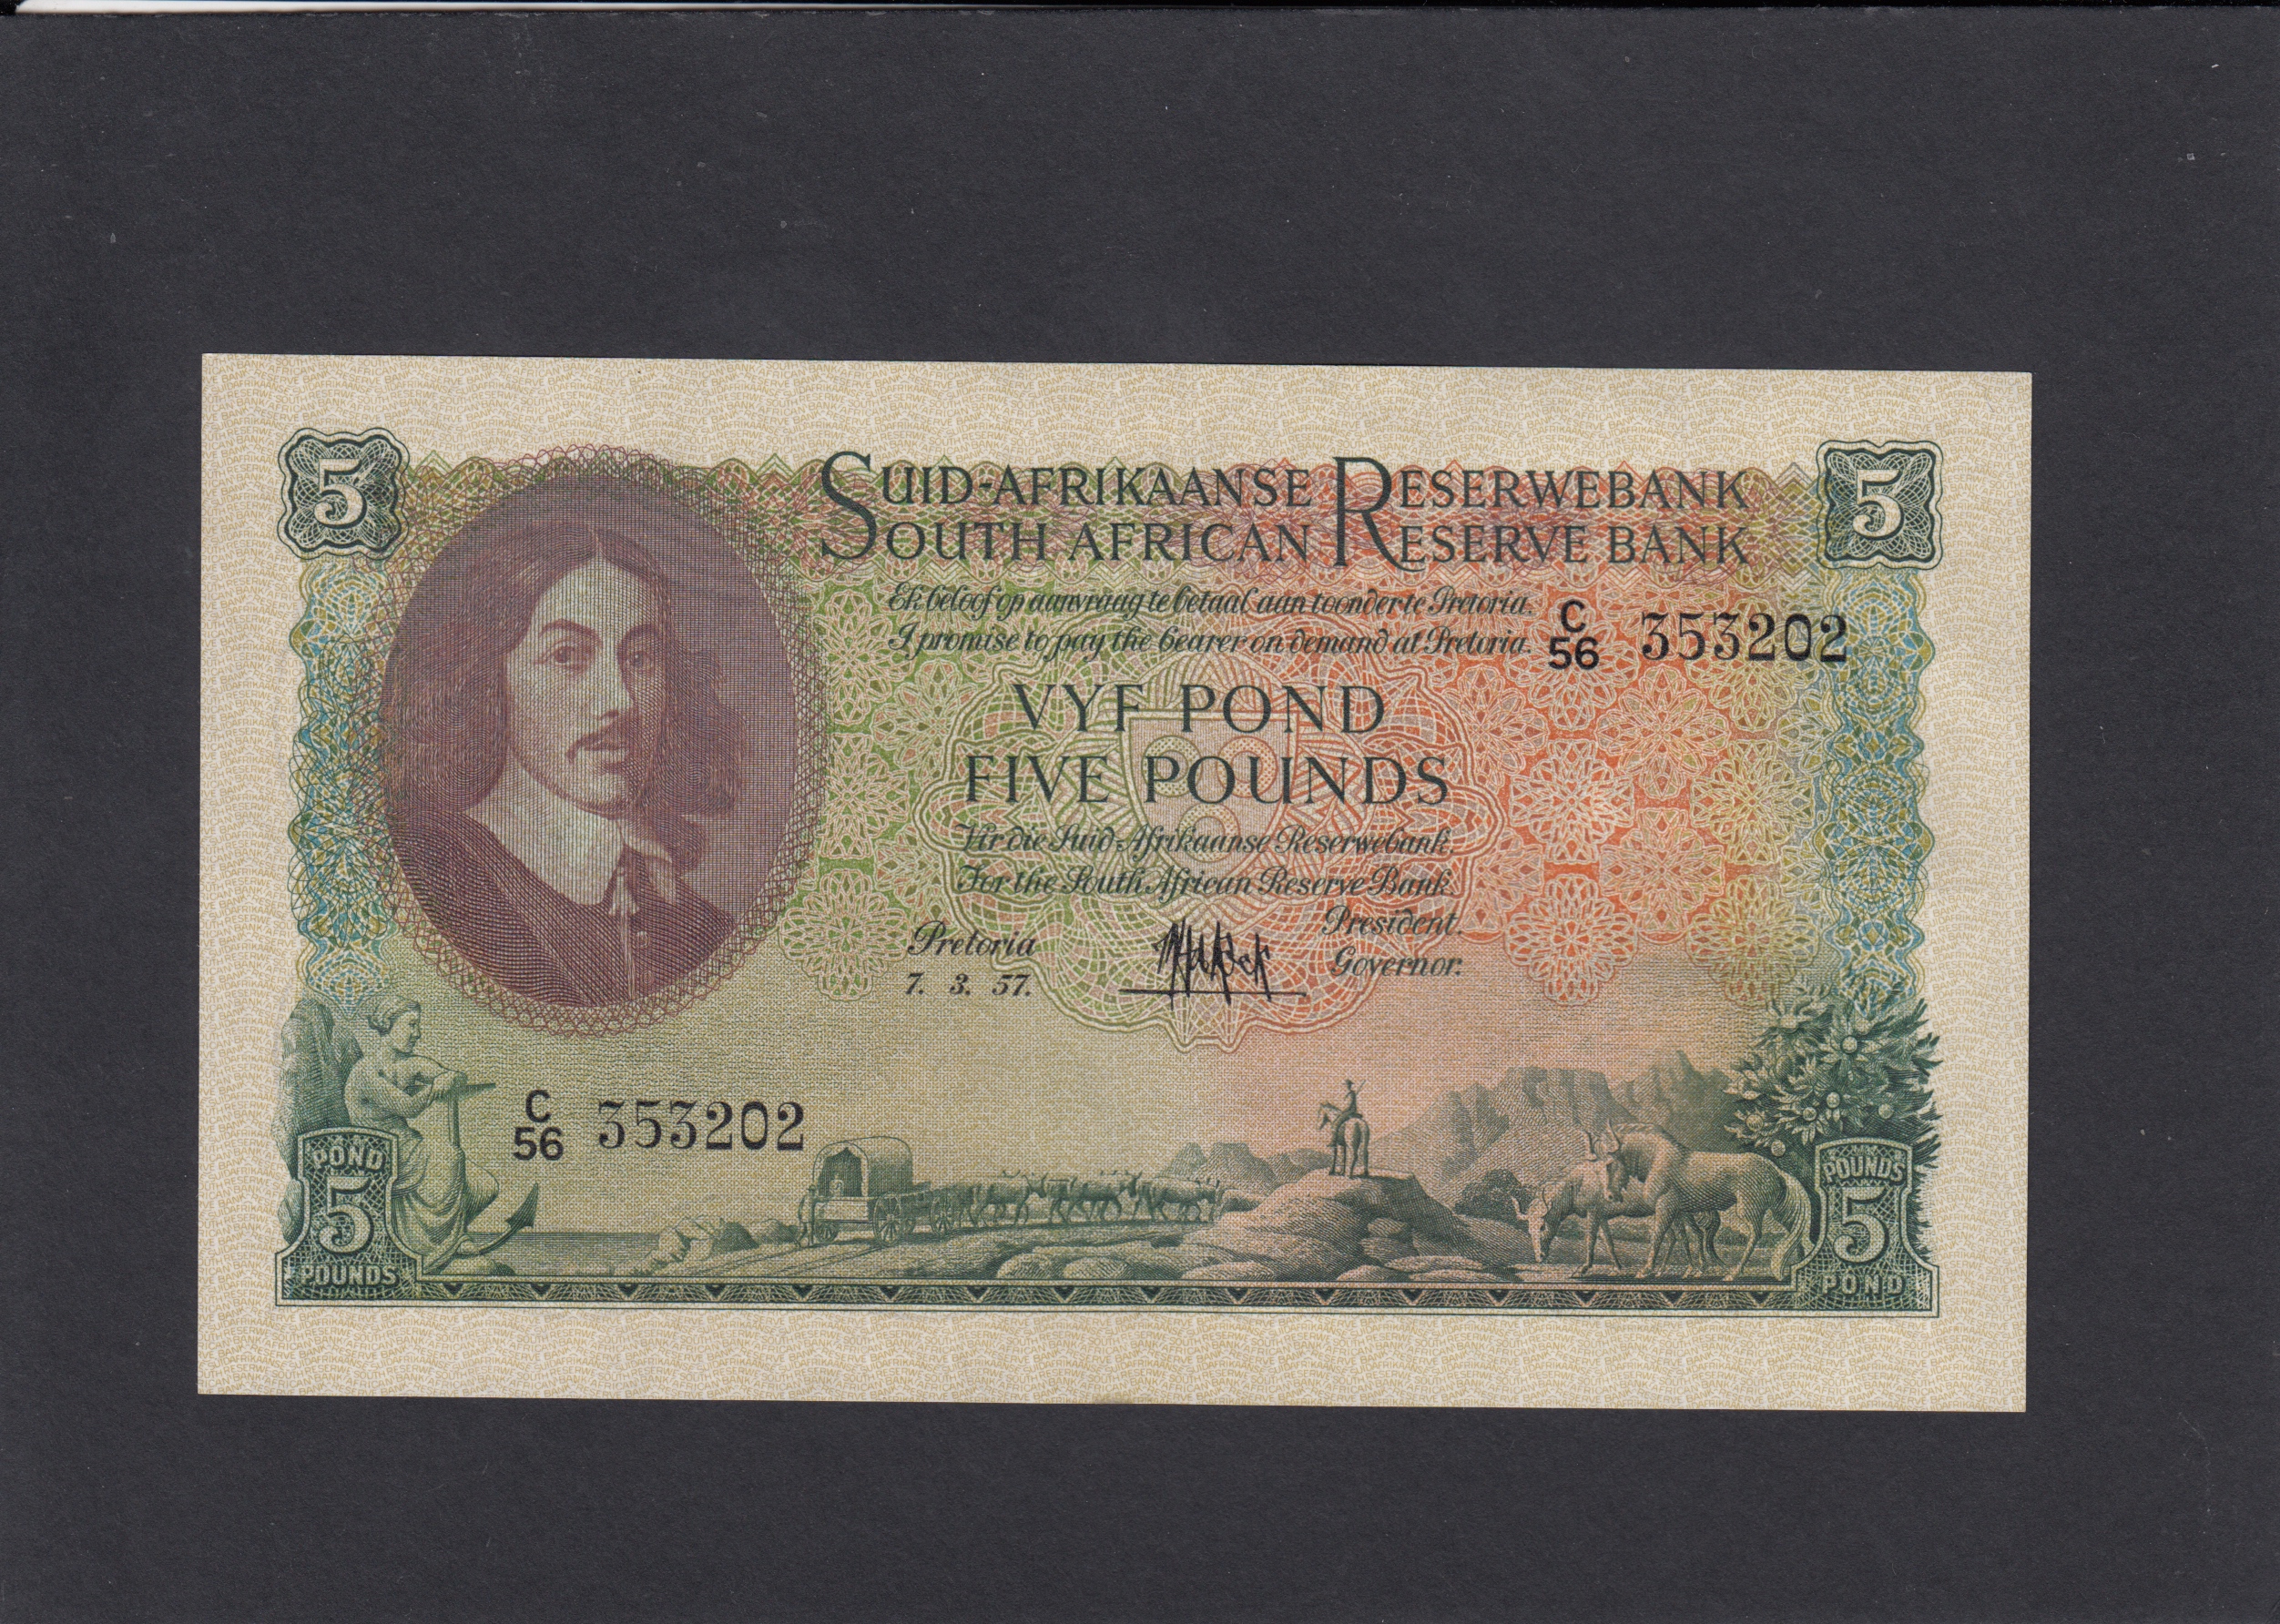 5
5
SUID-AFRIKAANSE RESERWEBANK
SOUTH AFRICAN RESERVE BANK
Ek beloof op aanvraag te betaal aan toonder te Pretoria.
I promise to pay the bearer on demand at Pretoria.
C/56 353202
VYF POND
FIVE POUNDS
Vir die Suid-Afrikaanse Reserwebank,
For the South African Reserve Bank,
Pretoria
7. 3. 57.
President.
Governor.
C/56 353202
POND
5
POUNDS
POUNDS
5
POND